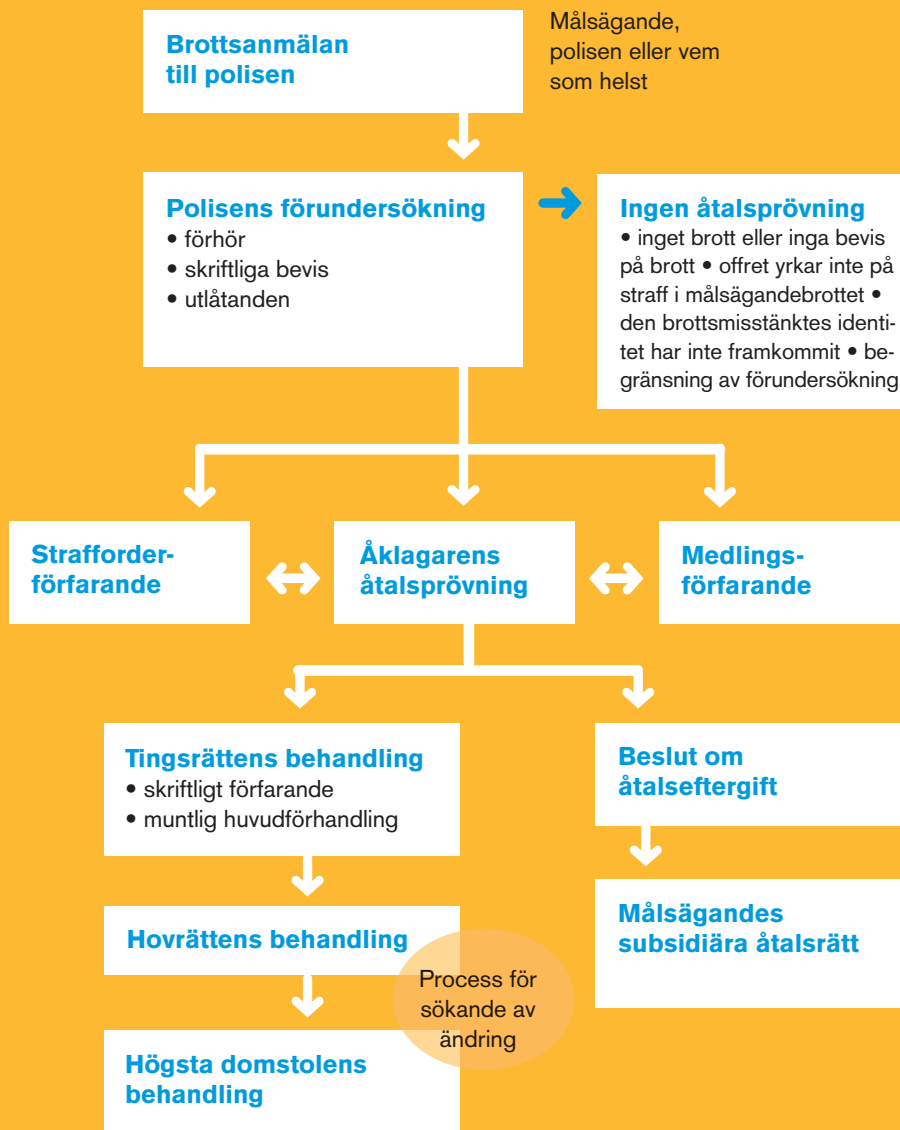 Brottsanmälan
till polisen
Målsägande,
polisen eller vem
som helst
Polisens förundersökning
• förhör
• skriftliga bevis
• utlåtanden
Ingen åtalsprövning
• inget brott eller inga bevis
på brott • offret yrkar inte på
straff i målsägandebrottet •
den brottsmisstänktes identi-
tet har inte framkommit • be-
gränsning av förundersökning
Strafforder-
förfarande
Åklagarens
åtalsprövning
Medlings-
förfarande
Tingsrättens behandling
• skriftligt förfarande
• muntlig huvudförhandling
Beslut om
åtalseftergift
Hovrättens behandling
Målsägandes
subsidiära åtalsrätt
Process för
sökande av
ändring
Högsta domstolens
behandling